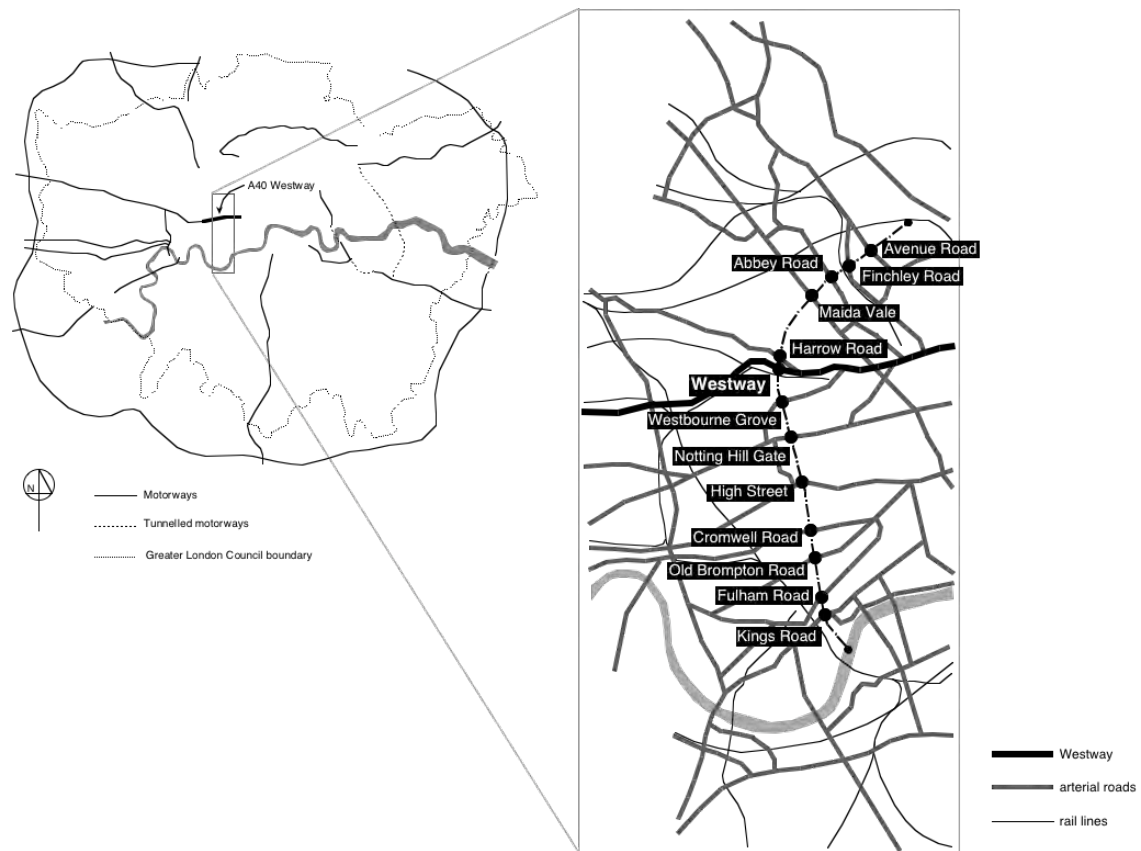 A40 Westway
N
Motorways
Tunnelled motorways
Greater London Council boundary
Avenue Road
Abbey Road
Finchley Road
Maida Vale
Harrow Road
Westway
Westbourne Grove
Notting Hill Gate
High Street
Cromwell Road
Old Brompton Road
Fulham Road
Kings Road
Westway
arterial roads
rail lines